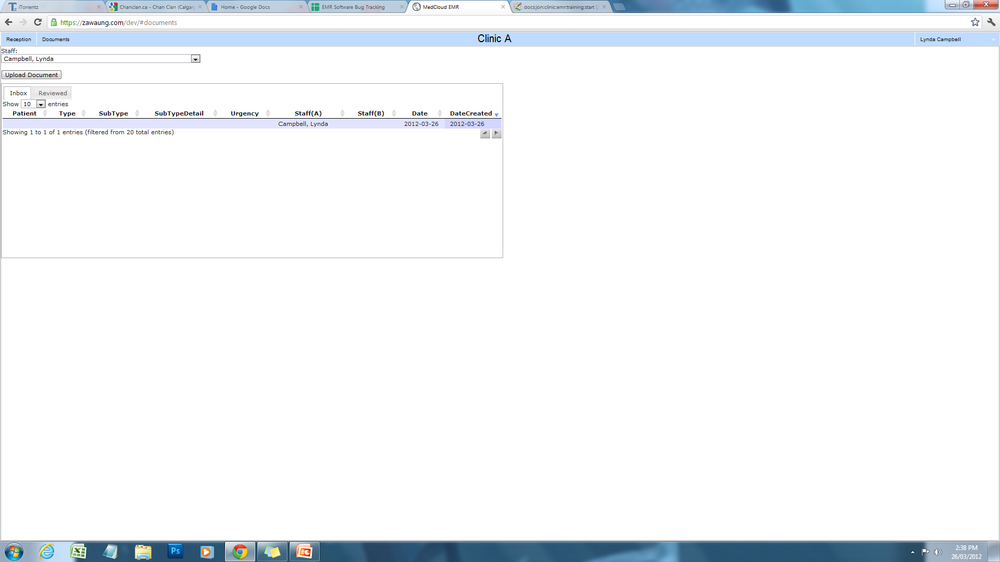 iTorrentz
Chanclan.ca - Chan Clan (Calgary
Home - Google Docs
EMR Software Bug Tracking
MedCloud EMR
docs:jon:clinic:emr:training:start [
https://zawaung.com/dev/#documents
Reception
Documents
Clinic A
Lynda Campbell
Staff:
Campbell, Lynda
Upload Document
Inbox Reviewed
Show 10 entries
Patient Type SubType SubTypeDetail Urgency Staff(A) Staff(B) Date DateCreated
Campbell, Lynda 2012-03-26 2012-03-26
Showing 1 to 1 of 1 entries (filtered from 20 total entries)
Ps
2:38 PM
26/03/2012